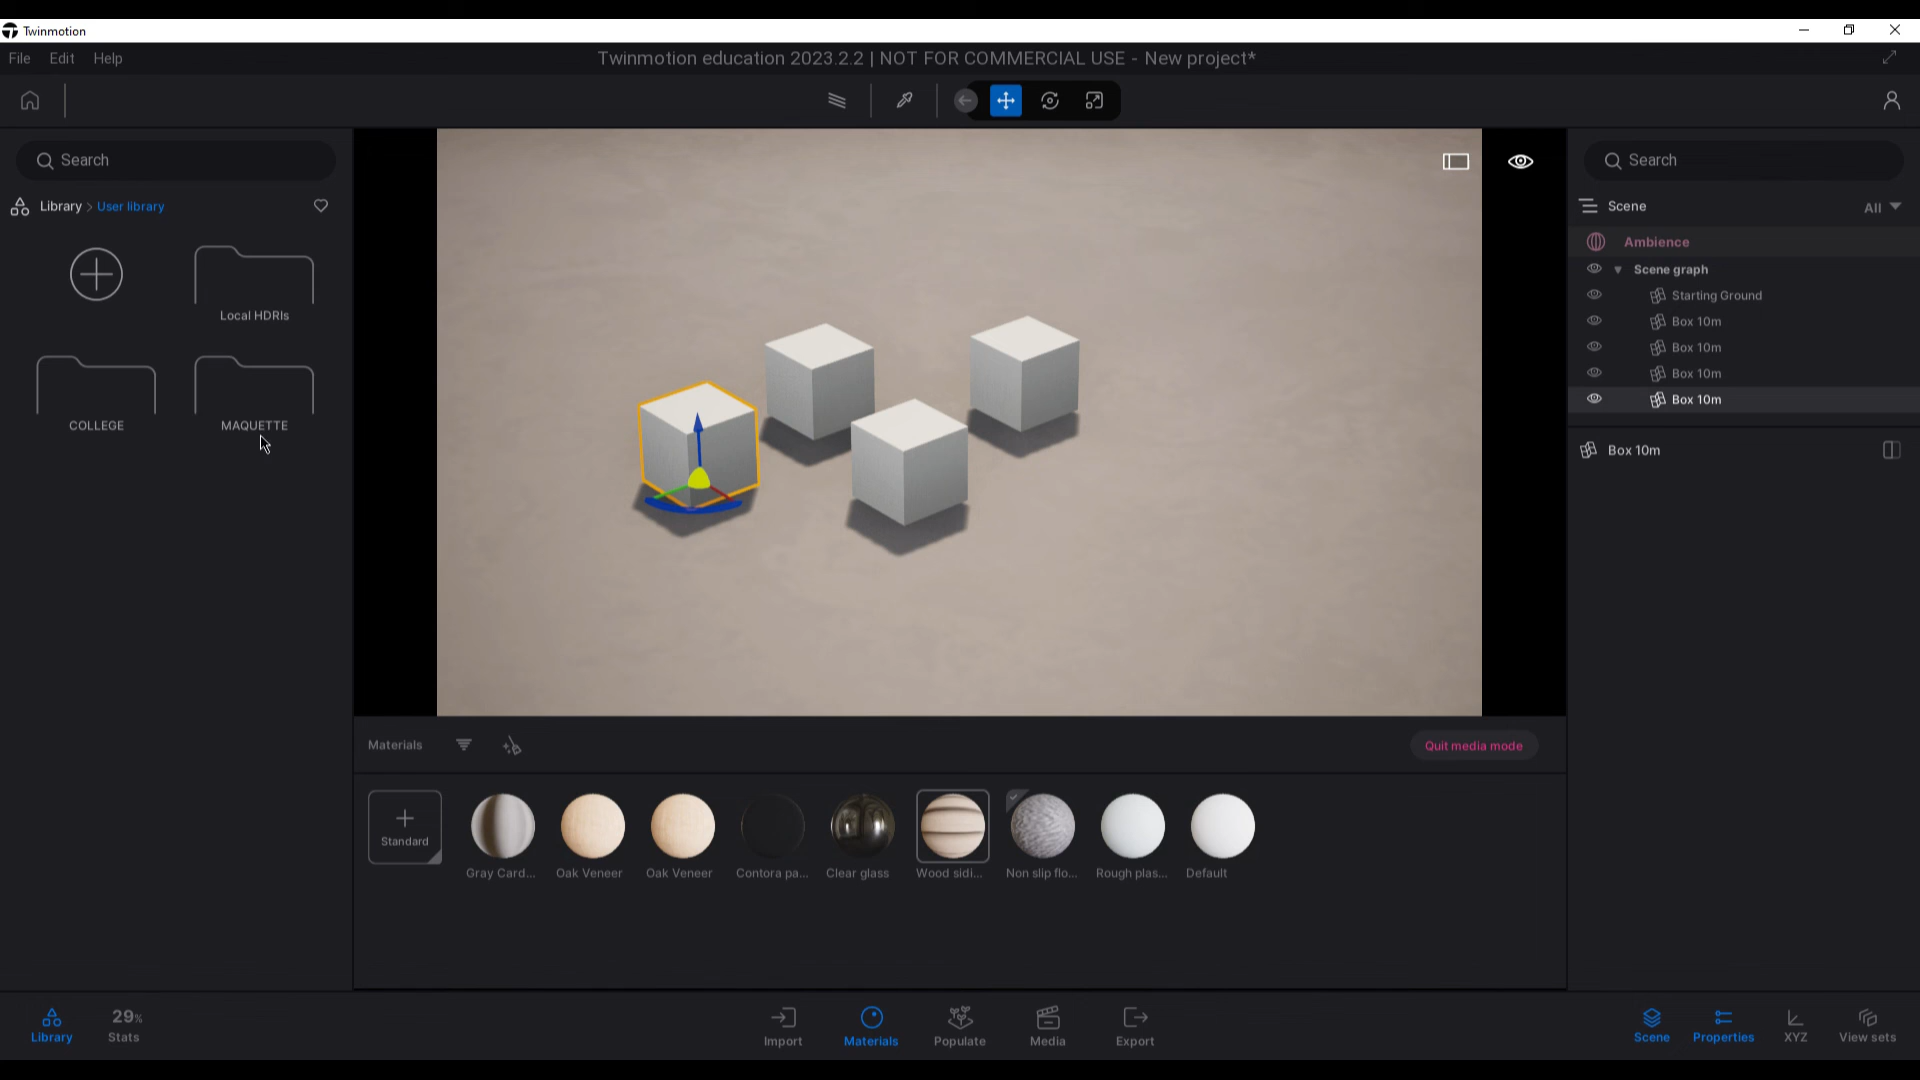 Twinmotion
File Edit Help
Twinmotion education 2023.2.2 | NOT FOR COMMERCIAL USE - New project*
Search
Library > User library
Local HDRIs
COLLEGE
MAQUETTE
Search
Scene
All
Ambience
Scene graph
Starting Ground
Box 10m
Box 10m
Box 10m
Box 10m
Box 10m
Materials
Quit media mode
Standard
Gray Card...
Oak Veneer
Oak Veneer
Contora pa...
Clear glass
Wood sidi...
Non slip flo...
Rough plas...
Default
Library
29%
Stats
Import
Materials
Populate
Media
Export
Scene
Properties
XYZ
View sets